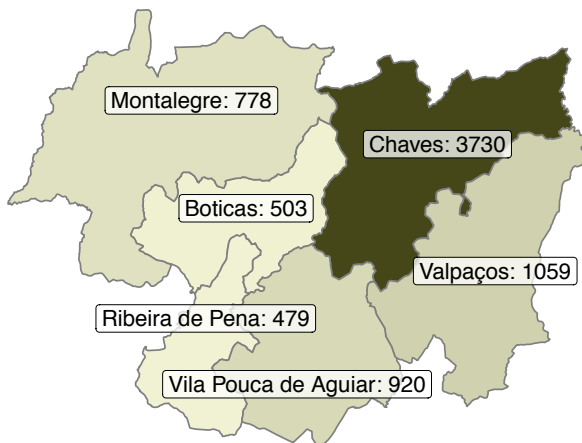 Montalegre: 778
Chaves: 3730
Boticas: 503
Valpaços: 1059
Ribeira de Pena: 479
Vila Pouca de Aguiar: 920